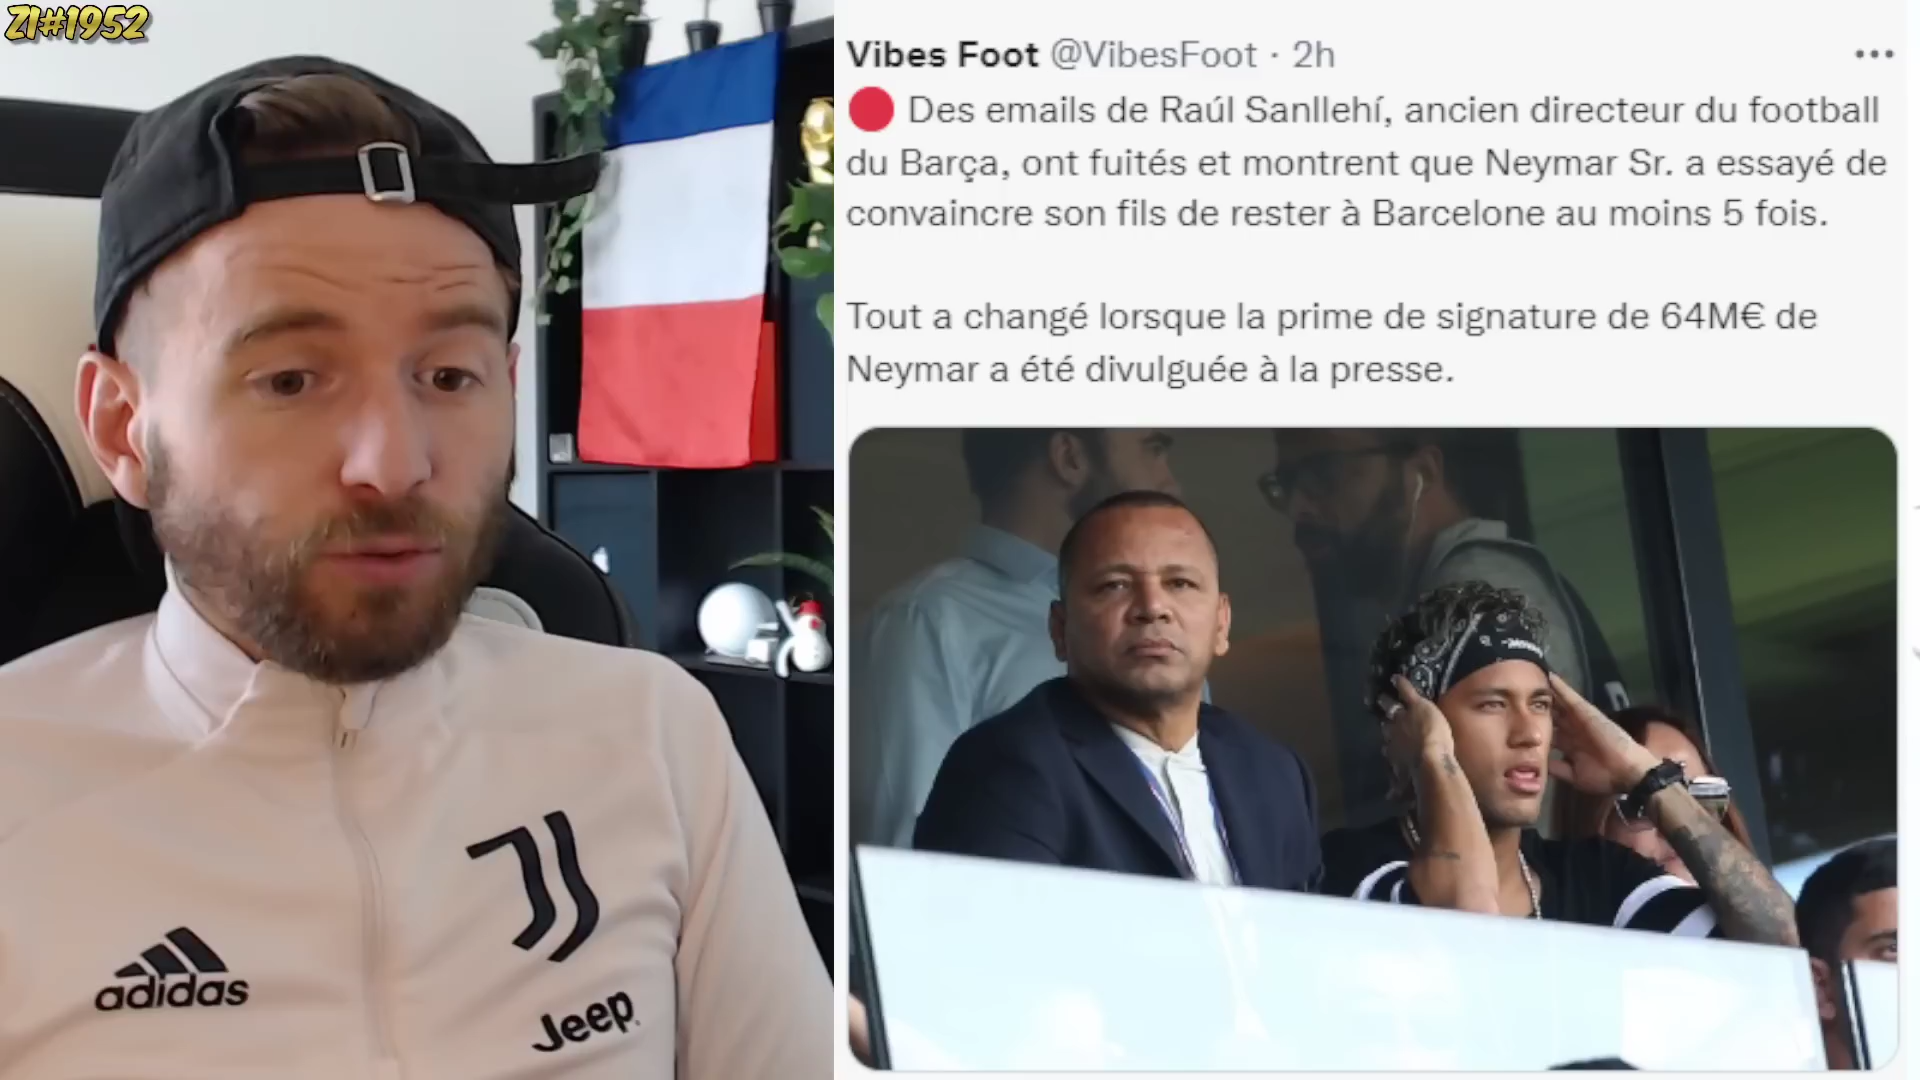 ZI#1952
Vibes Foot @VibesFoot · 2h
Des emails de Raúl Sanllehí, ancien directeur du football
du Barça, ont fuités et montrent que Neymar Sr. a essayé de
convaincre son fils de rester à Barcelone au moins 5 fois.
Tout a changé lorsque la prime de signature de 64M€ de
Neymar a été divulguée à la presse.
adidas
Jeep